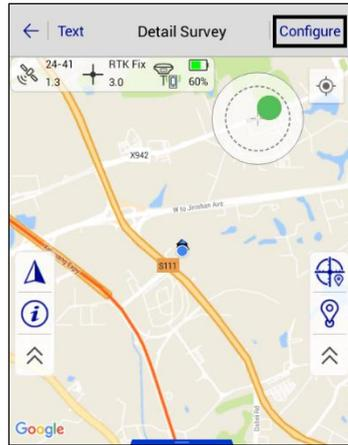 Text Detail Survey Configure
24-41 RTK Fix
1.3 3.0 60%
X942
W to Jinshan Ave
S111
Google